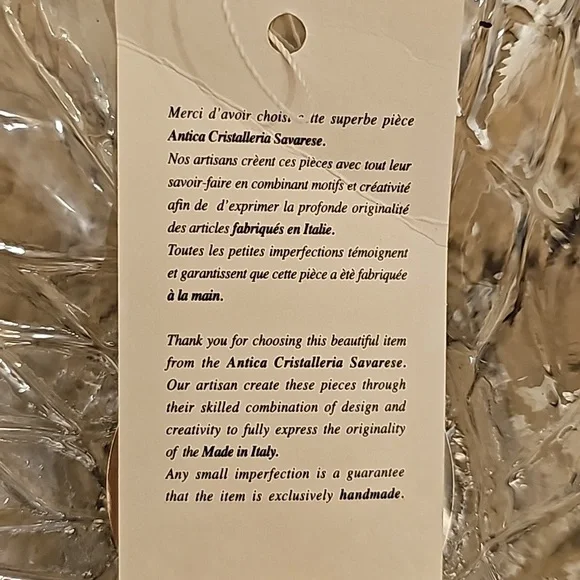 Merci d'avoir superbe pièce
Antica Cristalleria Savarese.
Nos artisans crèent ces pièces avec tout leur
savoir-faire en combinant motifs et créativité
afin de d'exprimer la profonde originalité
des articles fabriqués en Italie.
Toutes les petites imperfections témoignent
et garantissent que cette pièce a ètè fabriquée
à la main.
Thank you for choosing this beautiful item
from the Antica Cristalleria Savarese.
Our artisan create these pieces through
their skilled combination of design and
creativity to fully express the originality
of the Made in Italy.
Any small imperfection is a guarantee
that the item is exclusively handmade.